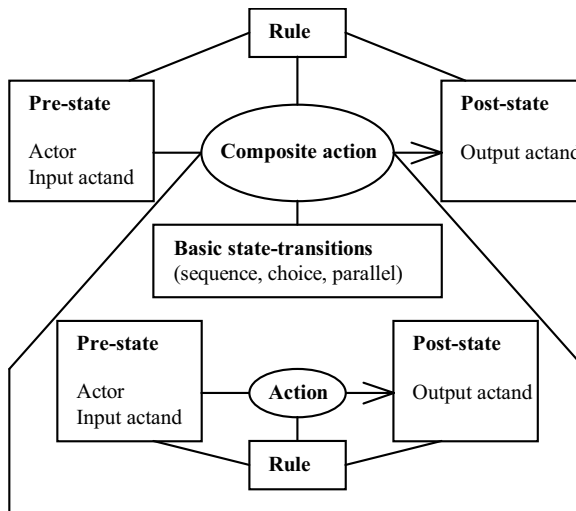 Rule
Pre-state
Actor
Input actand
Composite action
Post-state
Output actand
Basic state-transitions
(sequence, choice, parallel)
Pre-state
Actor
Input actand
Action
Post-state
Output actand
Rule